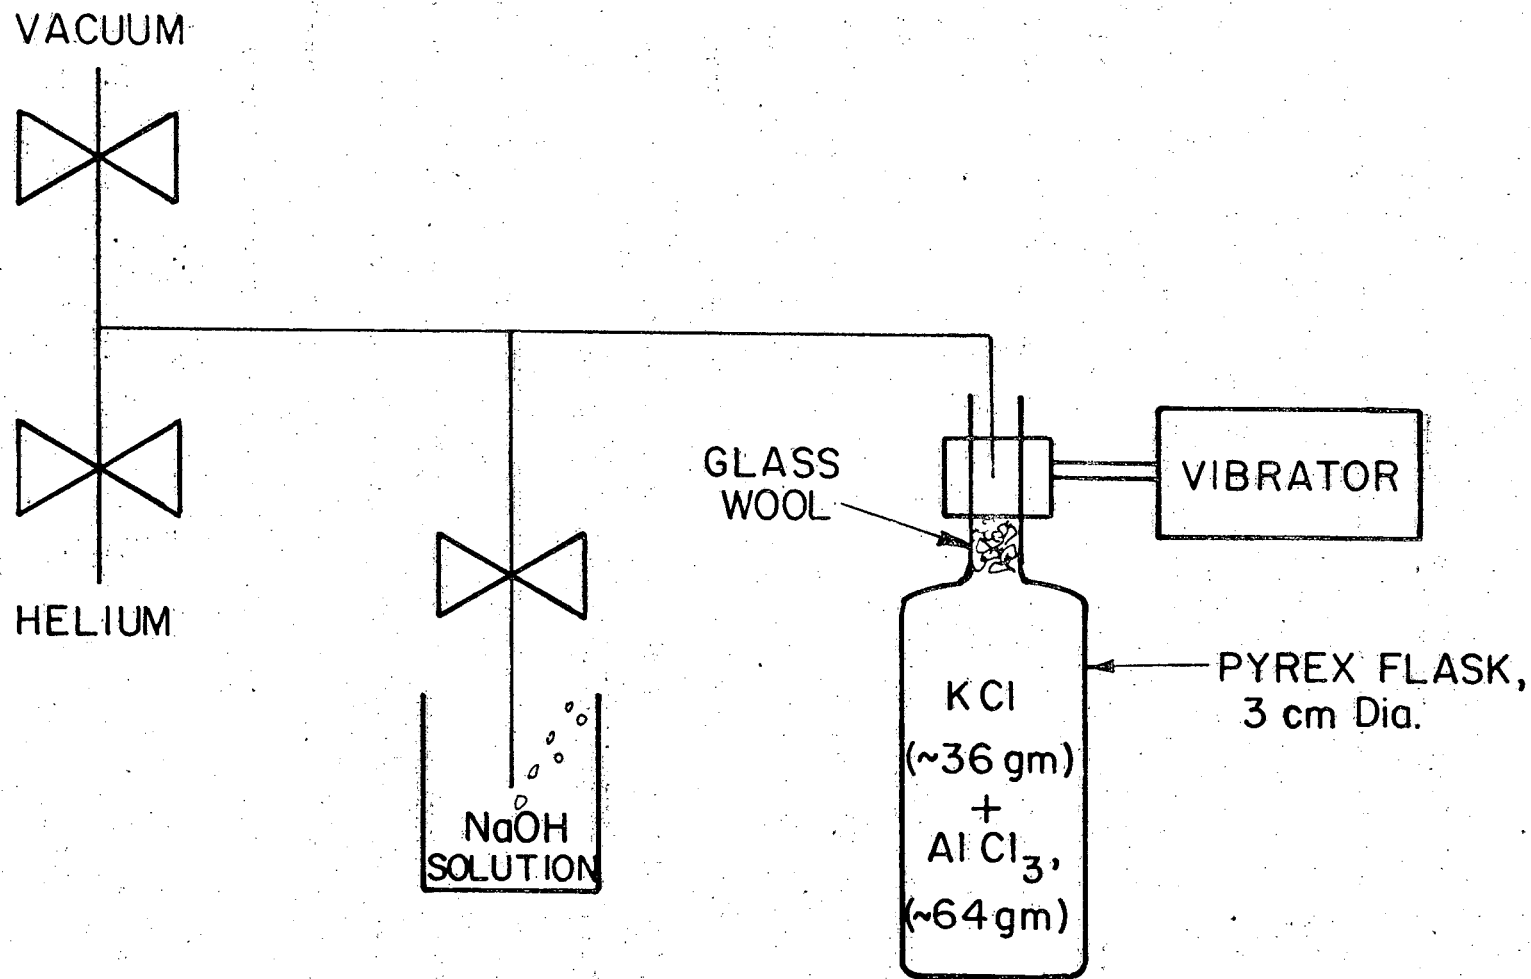 VACUUM
HELIUM
GLASS
WOOL
VIBRATOR
PYREX FLASK,
3 cm Dia.
KCl
(~36 gm)
+
AlCl3,
(~64 gm)
NaOH
SOLUTION